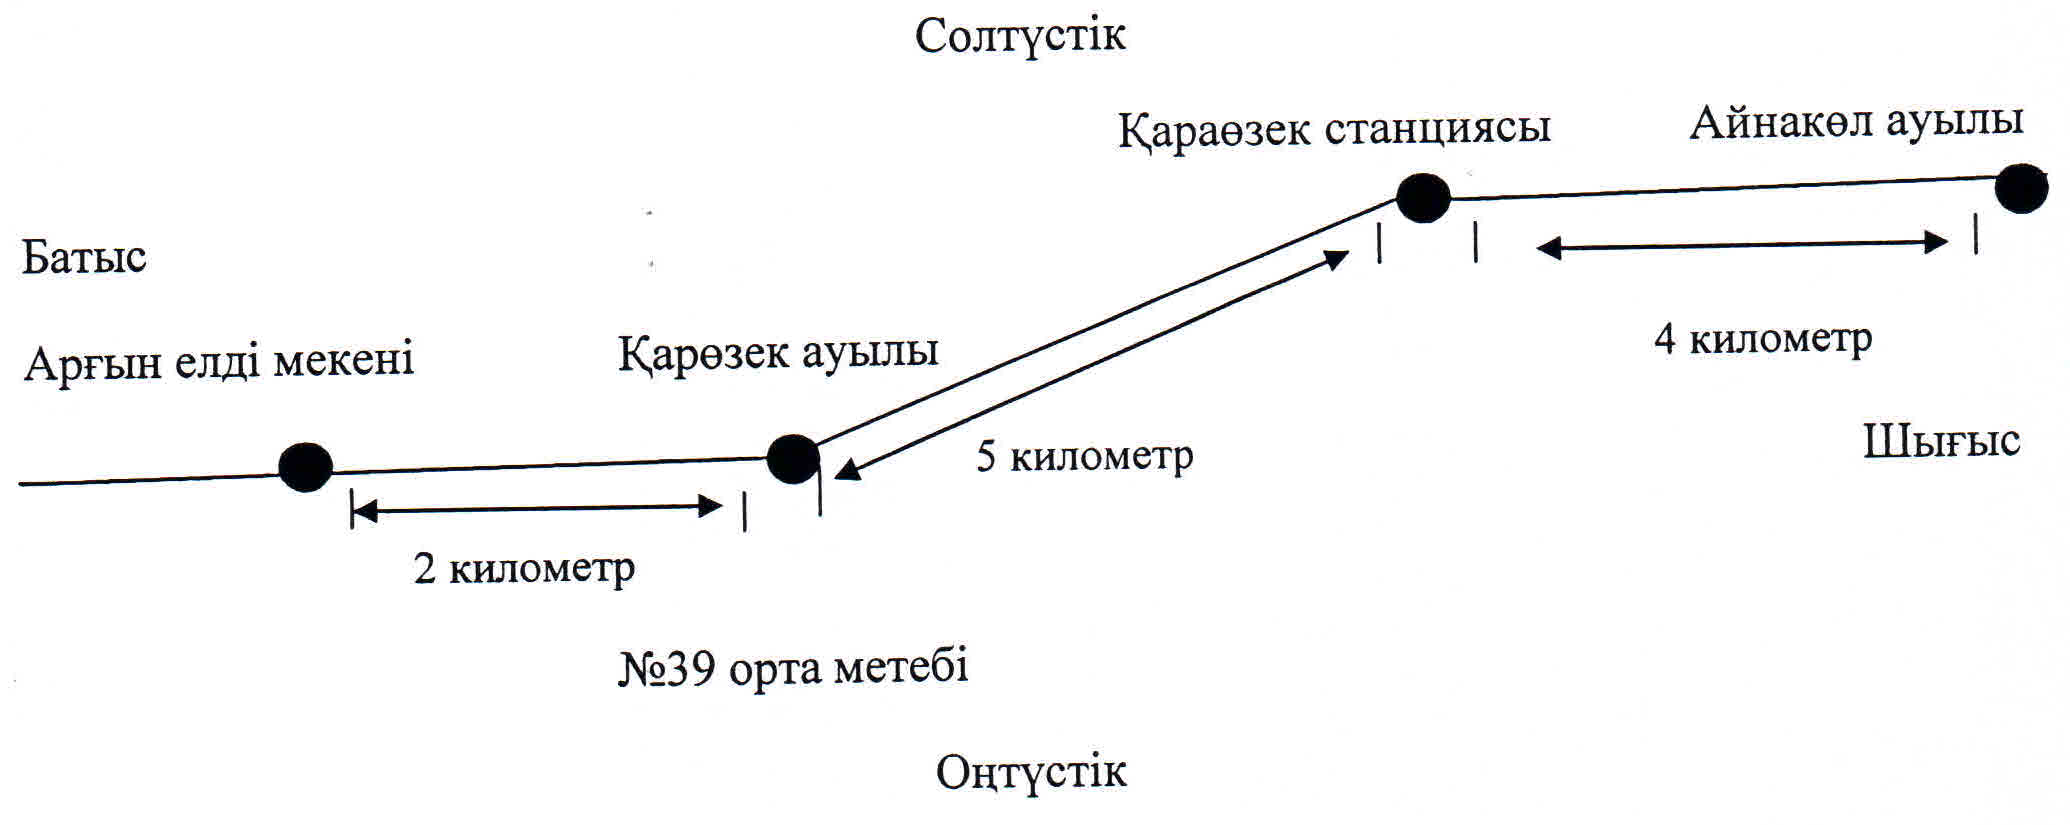 Солтүстік
Қараөзек станциясы
Айнакөл ауылы
Батыс
Арғын елді мекені
Қарөзек ауылы
4 километр
Шығыс
5 километр
2 километр
№39 орта метебі
Оңтүстік